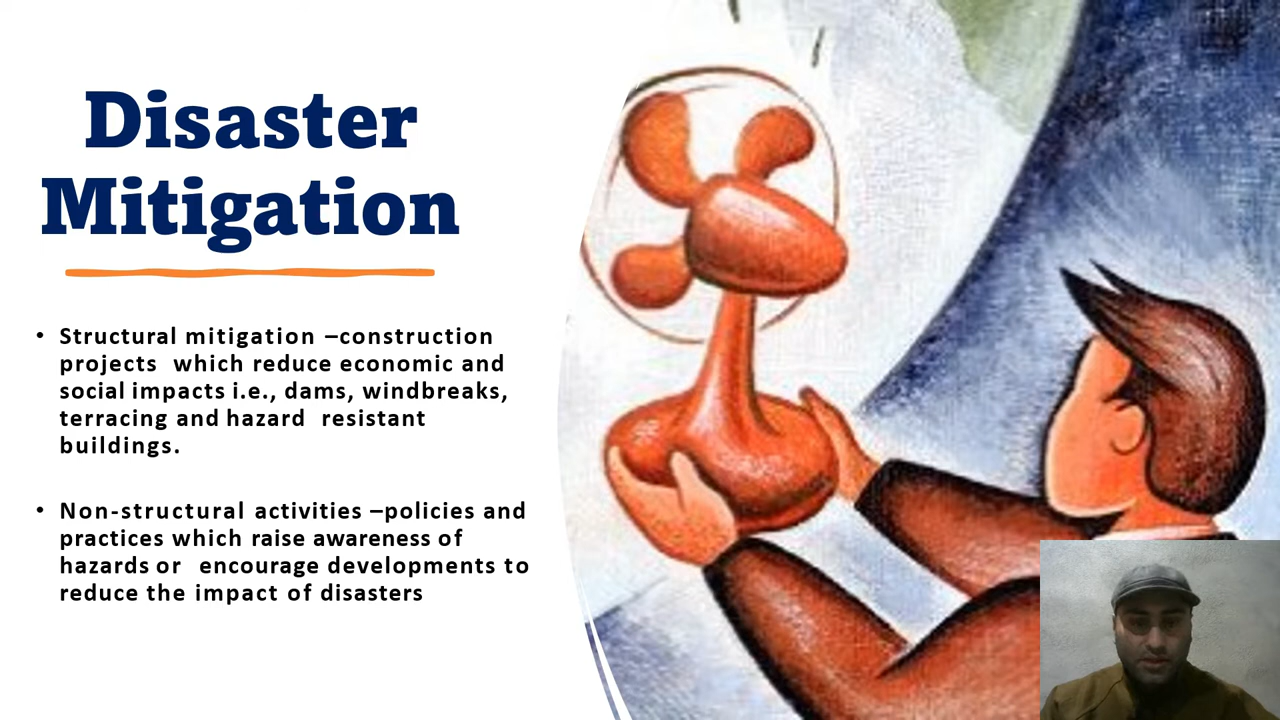 Disaster
Mitigation
• Structural mitigation –construction
projects which reduce economic and
social impacts i.e., dams, windbreaks,
terracing and hazard resistant
buildings.
• Non-structural activities –policies and
practices which raise awareness of
hazards or encourage developments to
reduce the impact of disasters